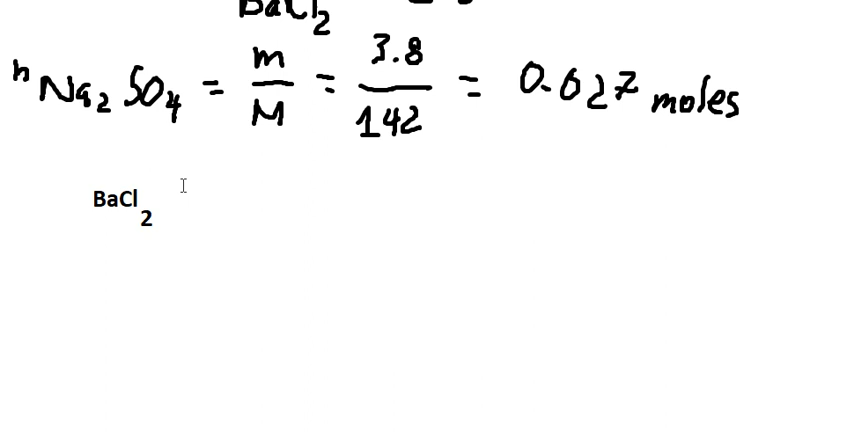 BaCl2
nNa2SO4 = m/M = 3.8/142 = 0.027 moles
BaCl2